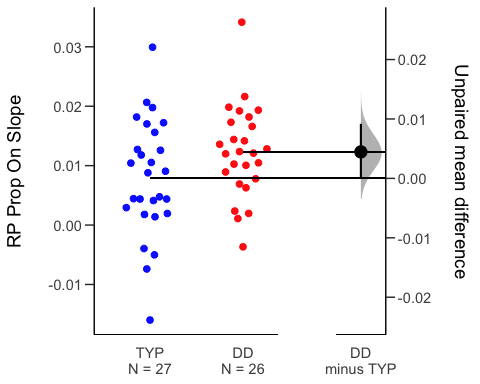 RP Prop On Slope
0.03
0.02
0.01
0.00
-0.01
0.02
0.01
0.00
-0.01
-0.02
Unpaired mean difference
TYP
N = 27
DD
N = 26
DD
minus TYP